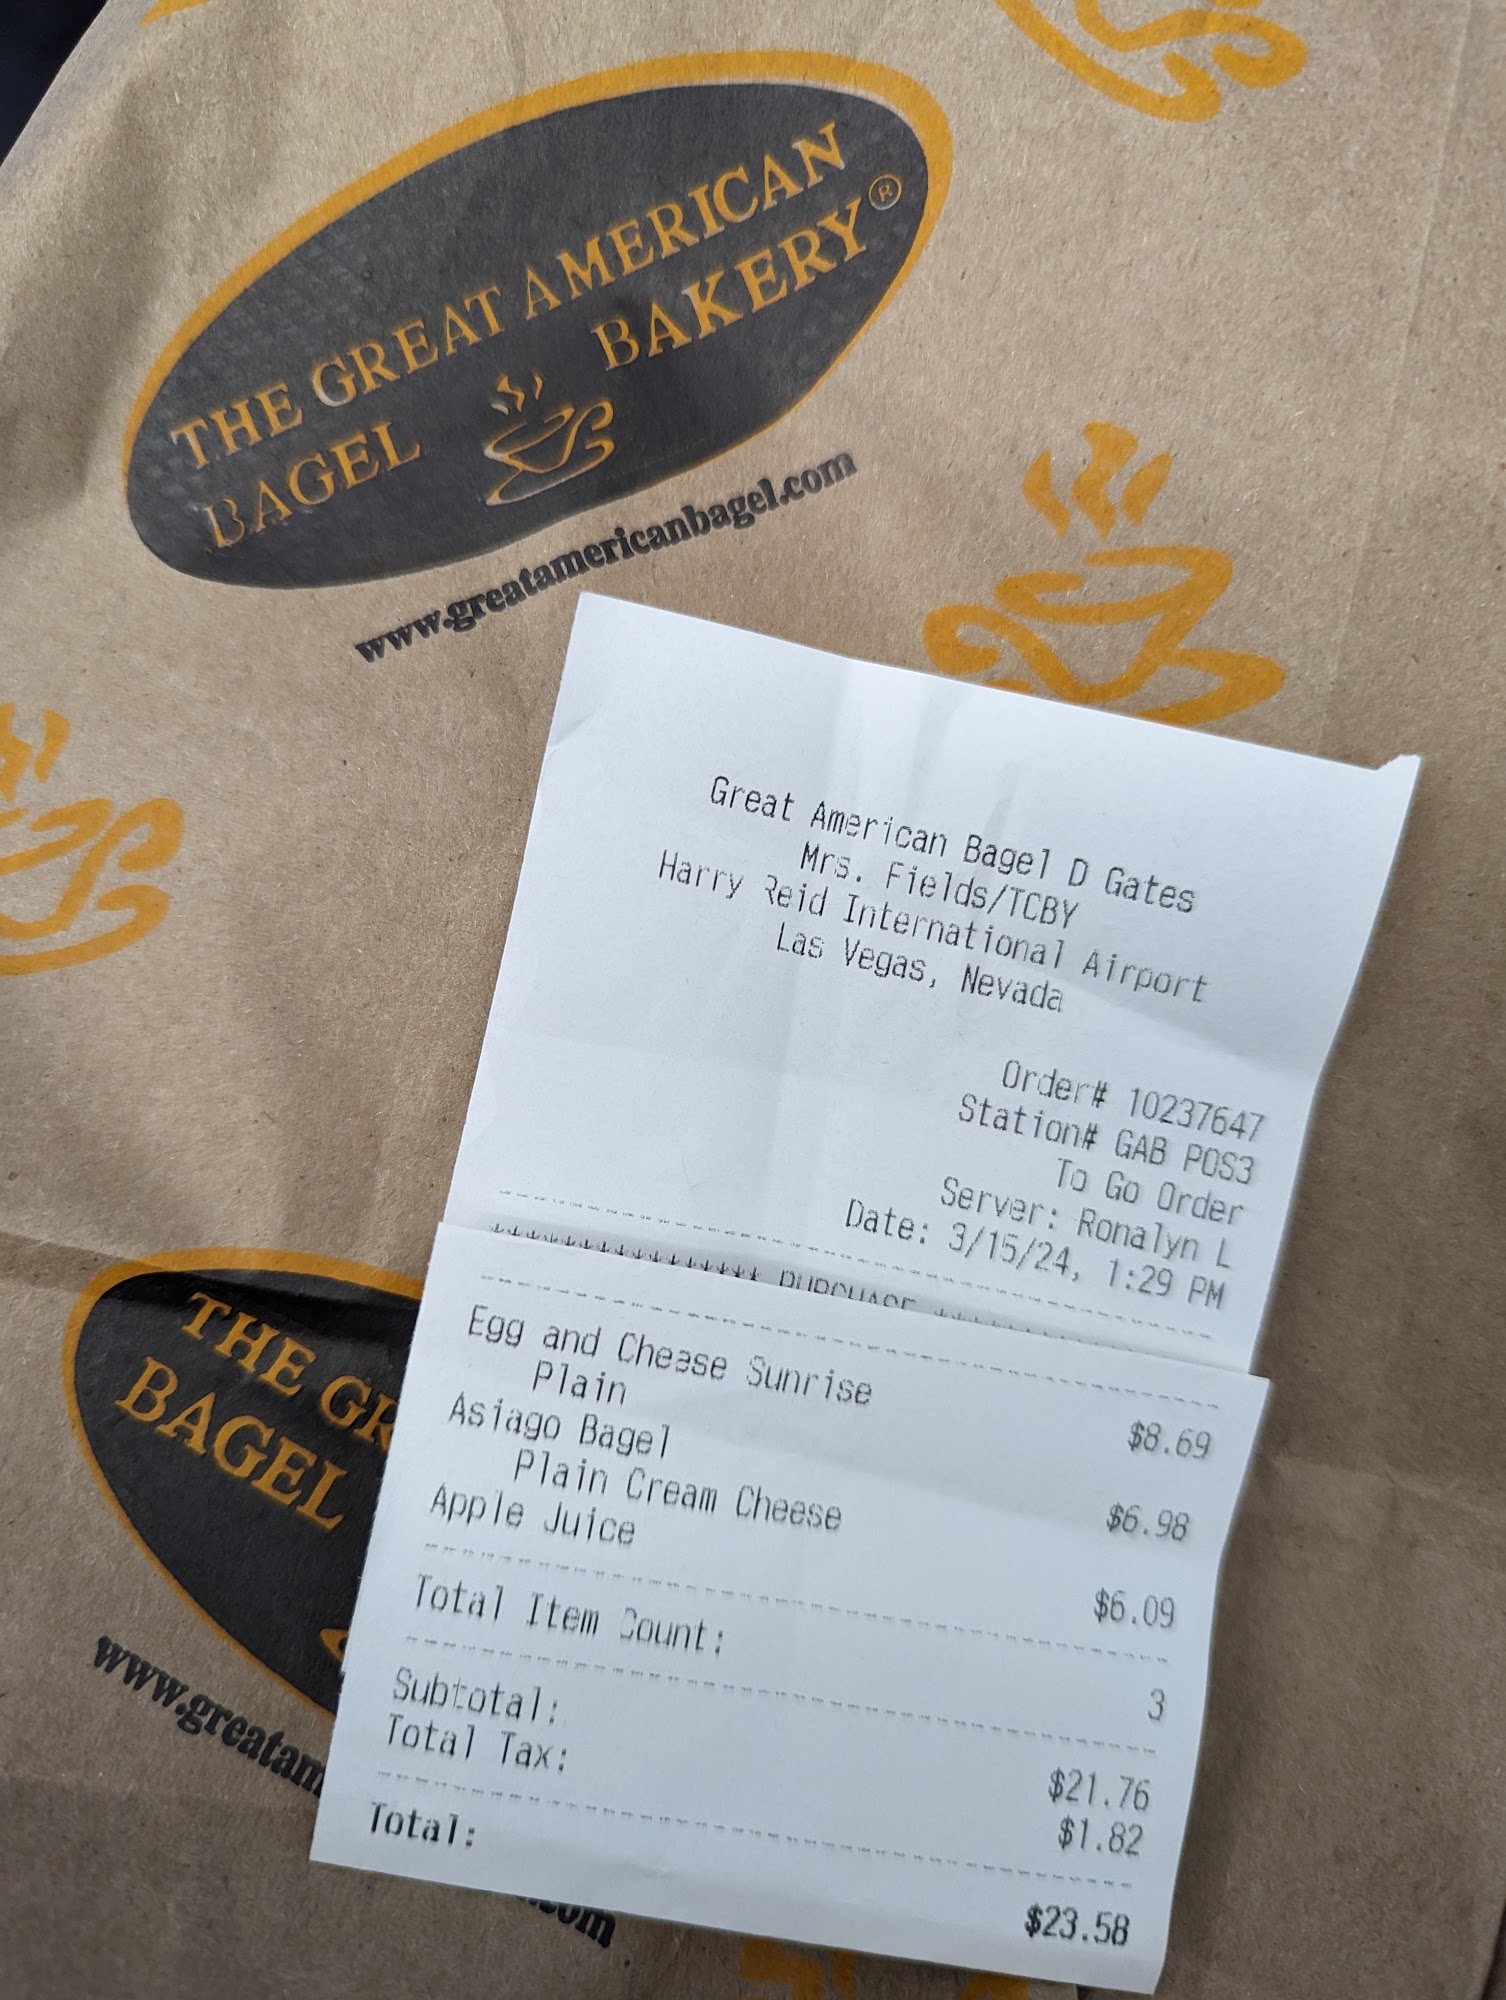 THE GREAT AMERICAN
BAGEL BAKERY®
www.greatamericanbagel.com
Great American Bagel D Gates
Mrs. Fields/TCBY
Harry Reid International Airport
Las Vegas, Nevada
Order# 10237647
Station# GAB POS3
To Go Order
Server: Ronalyn L
Date: 3/15/24, 1:29 PM
PURCHASE
Egg and Cheese Sunrise $8.69
Plain
Asiago Bagel $6.98
Plain Cream Cheese
Apple Juice $6.09
Total Item Count: 3
Subtotal: $21.76
Total Tax: $1.82
Total: $23.58
THE GR
BAGEL
www.greatam
.com